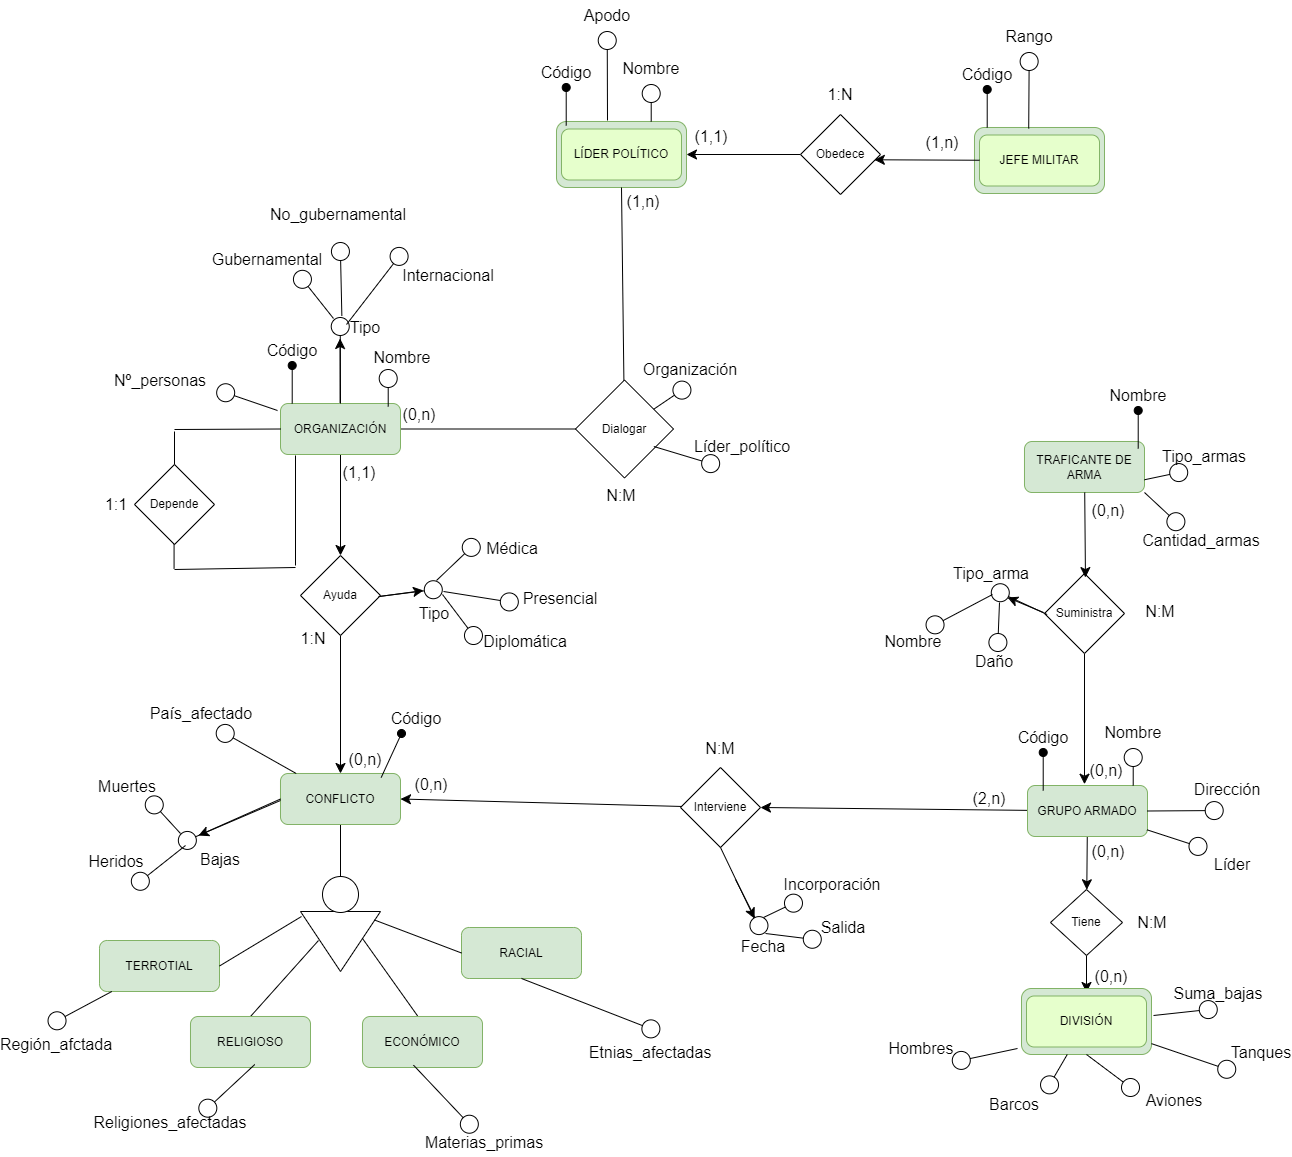 Apodo
Código
Nombre
LÍDER POLÍTICO
(1,1)
(1,n)
1:N
Obedece
(1,n)
Rango
Código
JEFE MILITAR
No_gubernamental
Gubernamental
Internacional
Tipo
Código
Nombre
Nº_personas
ORGANIZACIÓN
(0,n)
(1,1)
1:1
Depende
Organización
Dialogar
Líder_político
N:M
Nombre
TRAFICANTE DE
ARMA
Tipo_armas
(0,n)
Cantidad_armas
Médica
Ayuda
Tipo
Presencial
1:N
Diplomática
Tipo_arma
Suministra
N:M
Nombre
Daño
País_afectado
Código
(0,n)
CONFLICTO
(0,n)
Muertes
Heridos
Bajas
N:M
Interviene
(2,n)
Incorporación
Salida
Fecha
Código
Nombre
(0,n)
GRUPO ARMADO
Dirección
Líder
(0,n)
Tiene
N:M
(0,n)
TERROTIAL
RACIAL
Región_afctada
RELIGIOSO
ECONÓMICO
Etnias_afectadas
Religiones_afectadas
Materias_primas
DIVISIÓN
Suma_bajas
Hombres
Tanques
Barcos
Aviones